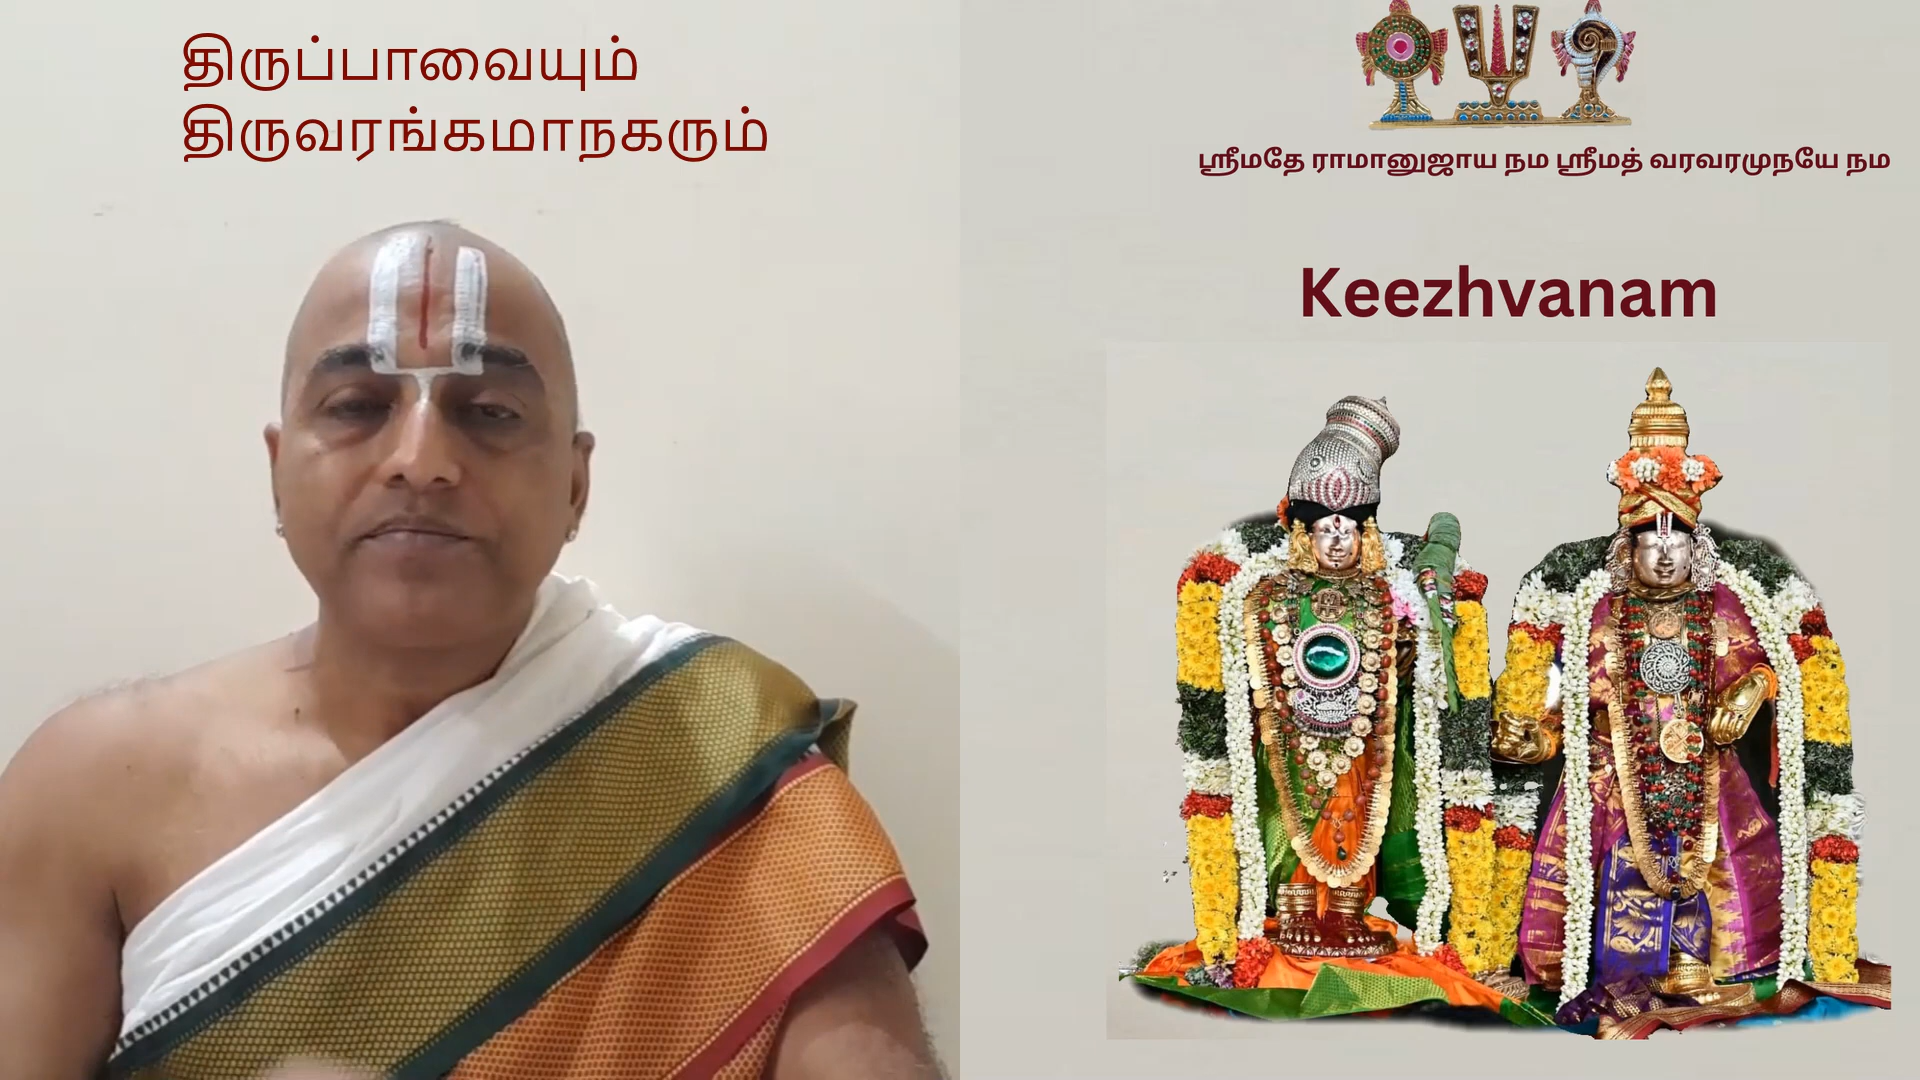 திருப்பாவையும்
திருவரங்கமாநகரும்
ஸ்ரீமதே ராமானுஜாய நம ஸ்ரீமத் வரவரமுநயே நம
Keezhvanam